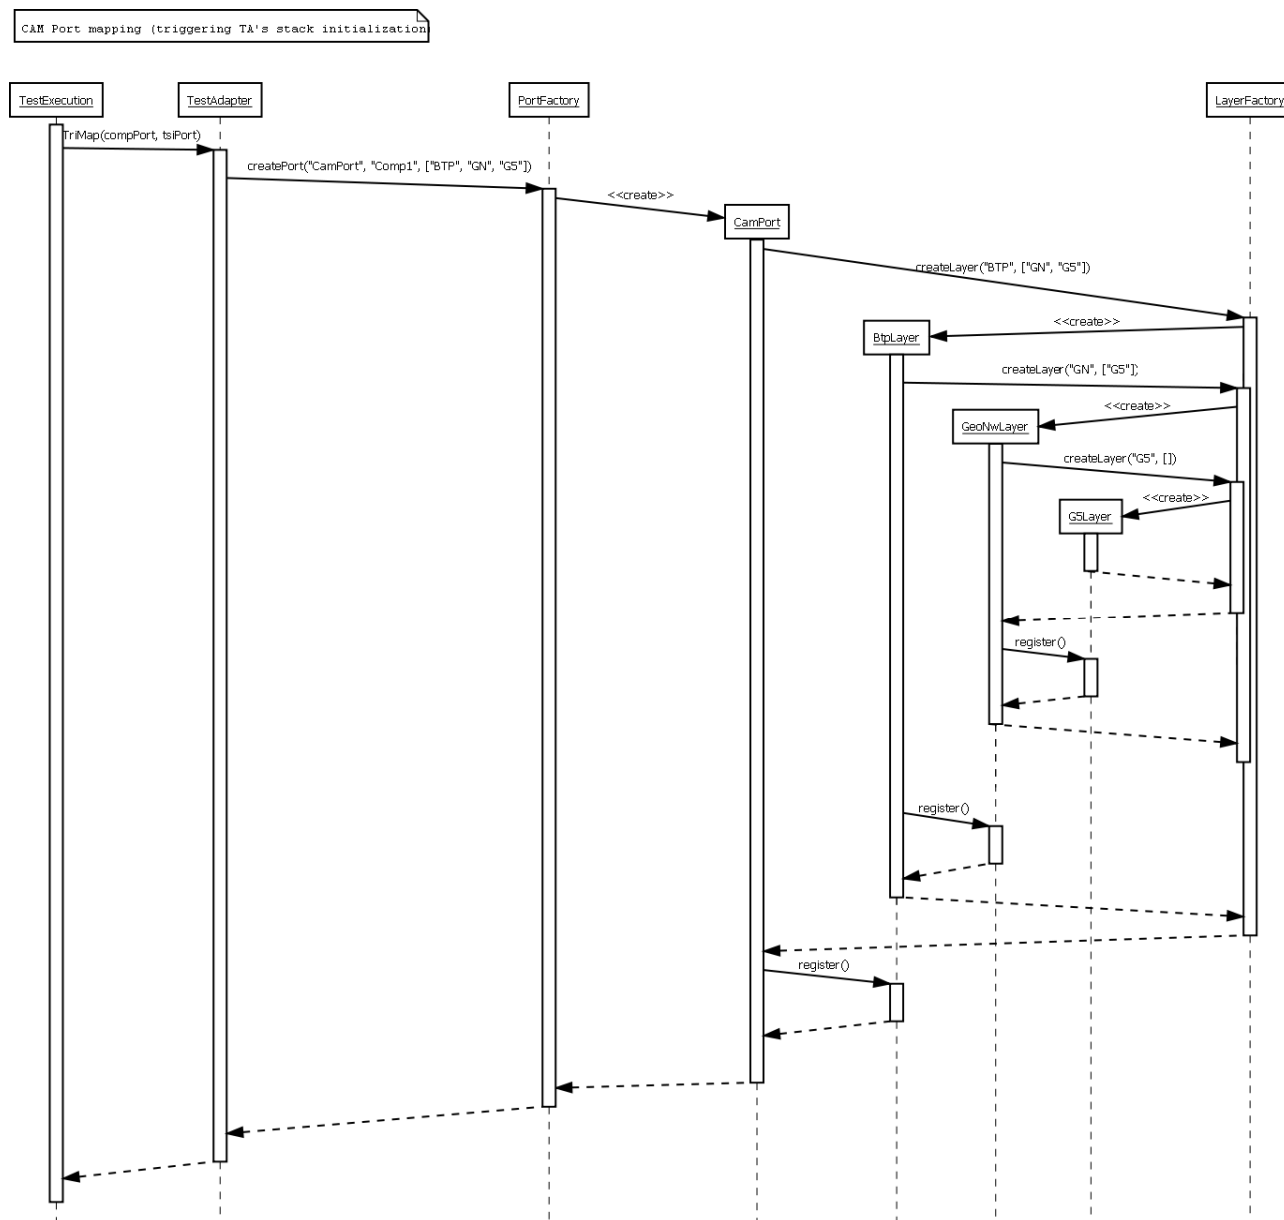 CAM Port mapping (triggering TA's stack initialization)
TestExecution
TestAdapter
PortFactory
LayerFactory
TriMap(compPort, tsiPort)
createPort("CamPort", "Comp1", ["BTP", "GN", "G5"])
<<create>>
CamPort
createLayer("BTP", ["GN", "G5"])
<<create>>
BtpLayer
createLayer("GN", ["G5"];
<<create>>
GeoNwLayer
createLayer("G5", [])
<<create>>
G5Layer
register()
register()
register()